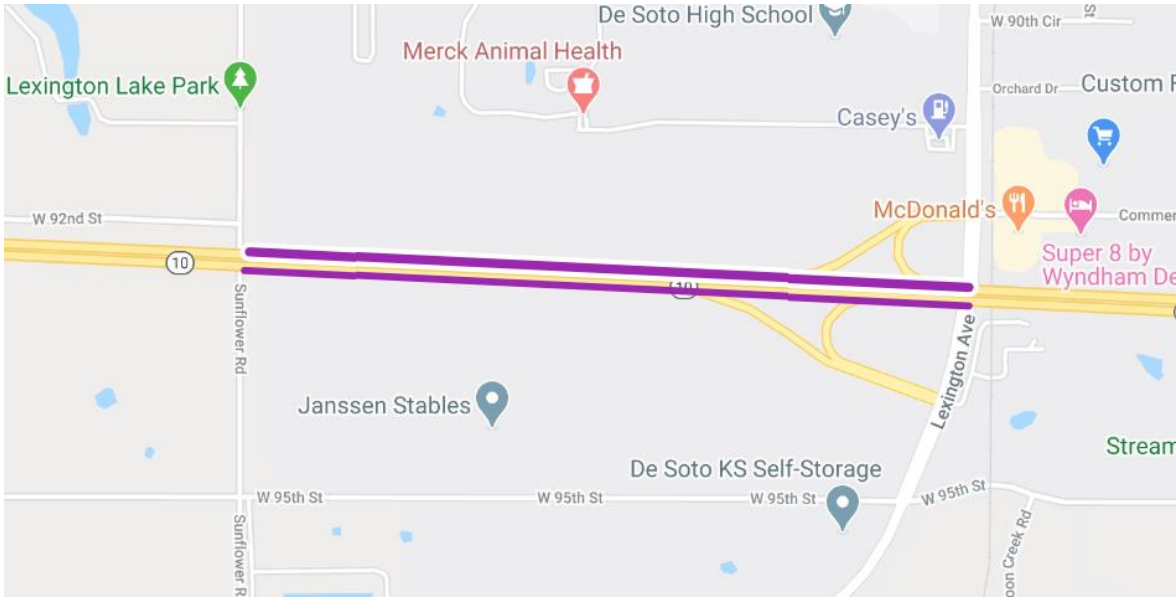 De Soto High School
W 90th Cir
St
Merck Animal Health
Lexington Lake Park
Orchard Dr
Custom F
Casey's
W 92nd St
McDonald's
Commer
Super 8 by
Wyndham De
10
10
Sunflower Rd
Lexington Ave
Janssen Stables
Stream
De Soto KS Self-Storage
W 95th St
W 95th St
W 95th St
W 95th St
Sunflower R
oon Creek Rd